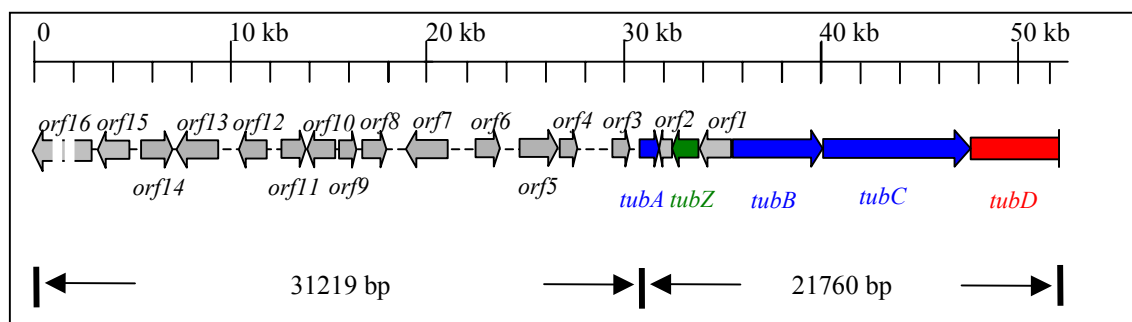 0 10 kb 20 kb 30 kb 40 kb 50 kb
orf16 orf15 orf13 orf12 orf10 orf8 orf7 orf6 orf4 orf3 orf2 orf1
orf14 orf11 orf9 orf5 tubA tubZ tubB tubC tubD
31219 bp 21760 bp